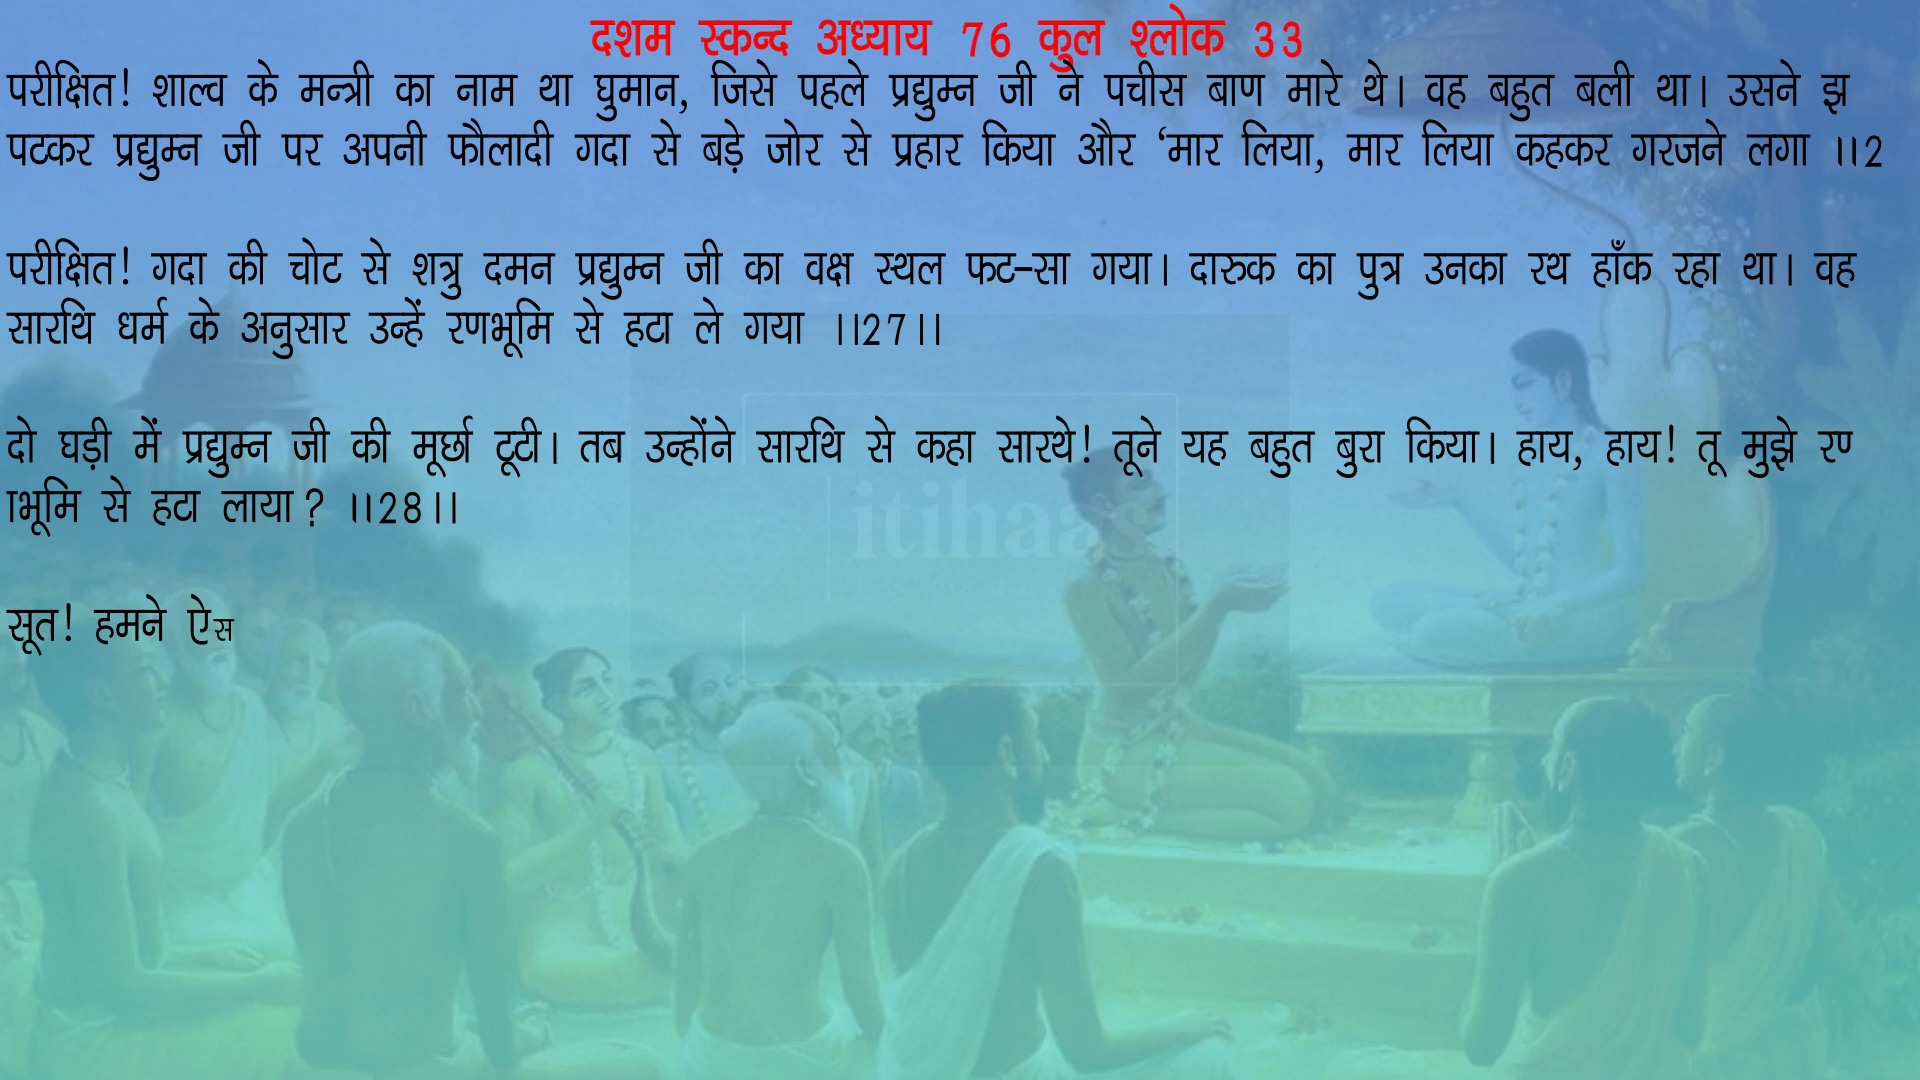 दशम स्कन्द अध्याय 76 कुल श्लोक 33
परीक्षित! शाल्व के मन्त्री का नाम था घुमान, जिसे पहले प्रद्युम्न जी ने पचीस बाण मारे थे। वह बहुत बली था। उसने झ
पटकर प्रद्युम्न जी पर अपनी फौलादी गदा से बड़े जोर से प्रहार किया और ‘मार लिया, मार लिया कहकर गरजने लगा ।।2
परीक्षित! गदा की चोट से शत्रु दमन प्रद्युम्न जी का वक्ष स्थल फट-सा गया। दारुक का पुत्र उनका रथ हाँक रहा था। वह
सारथि धर्म के अनुसार उन्हें रणभूमि से हटा ले गया ।।27।।
दो घड़ी में प्रद्युम्न जी की मूर्छा टूटी। तब उन्होंने सारथि से कहा सारथे! तूने यह बहुत बुरा किया। हाय, हाय! तू मुझे रण
ाभूमि से हटा लाया? ।।28।।
itihaas
सूत! हमने ऐस